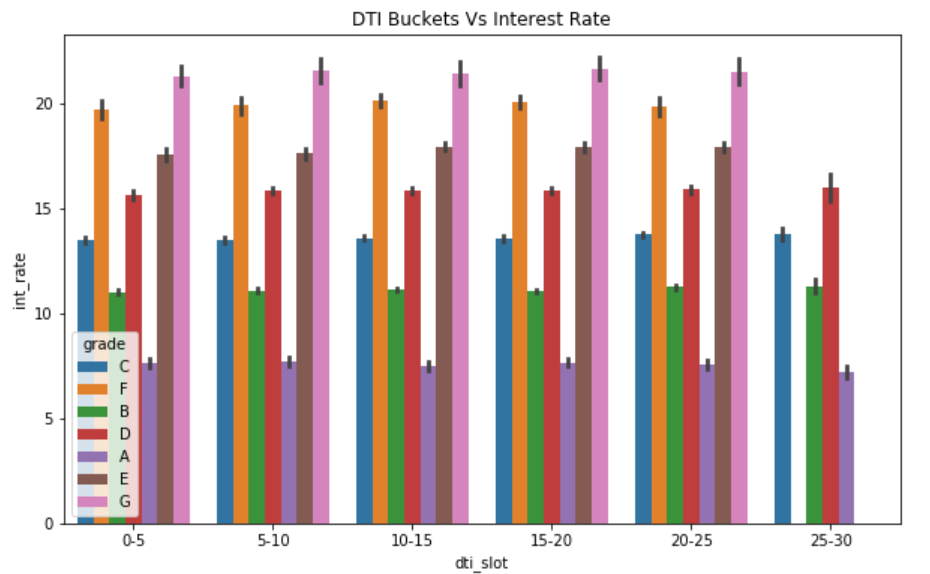 DTI Buckets Vs Interest Rate
20
15
10
5
0
int_rate
grade
C
F
B
D
A
E
G
0-5 5-10 10-15 15-20 20-25 25-30
dti_slot